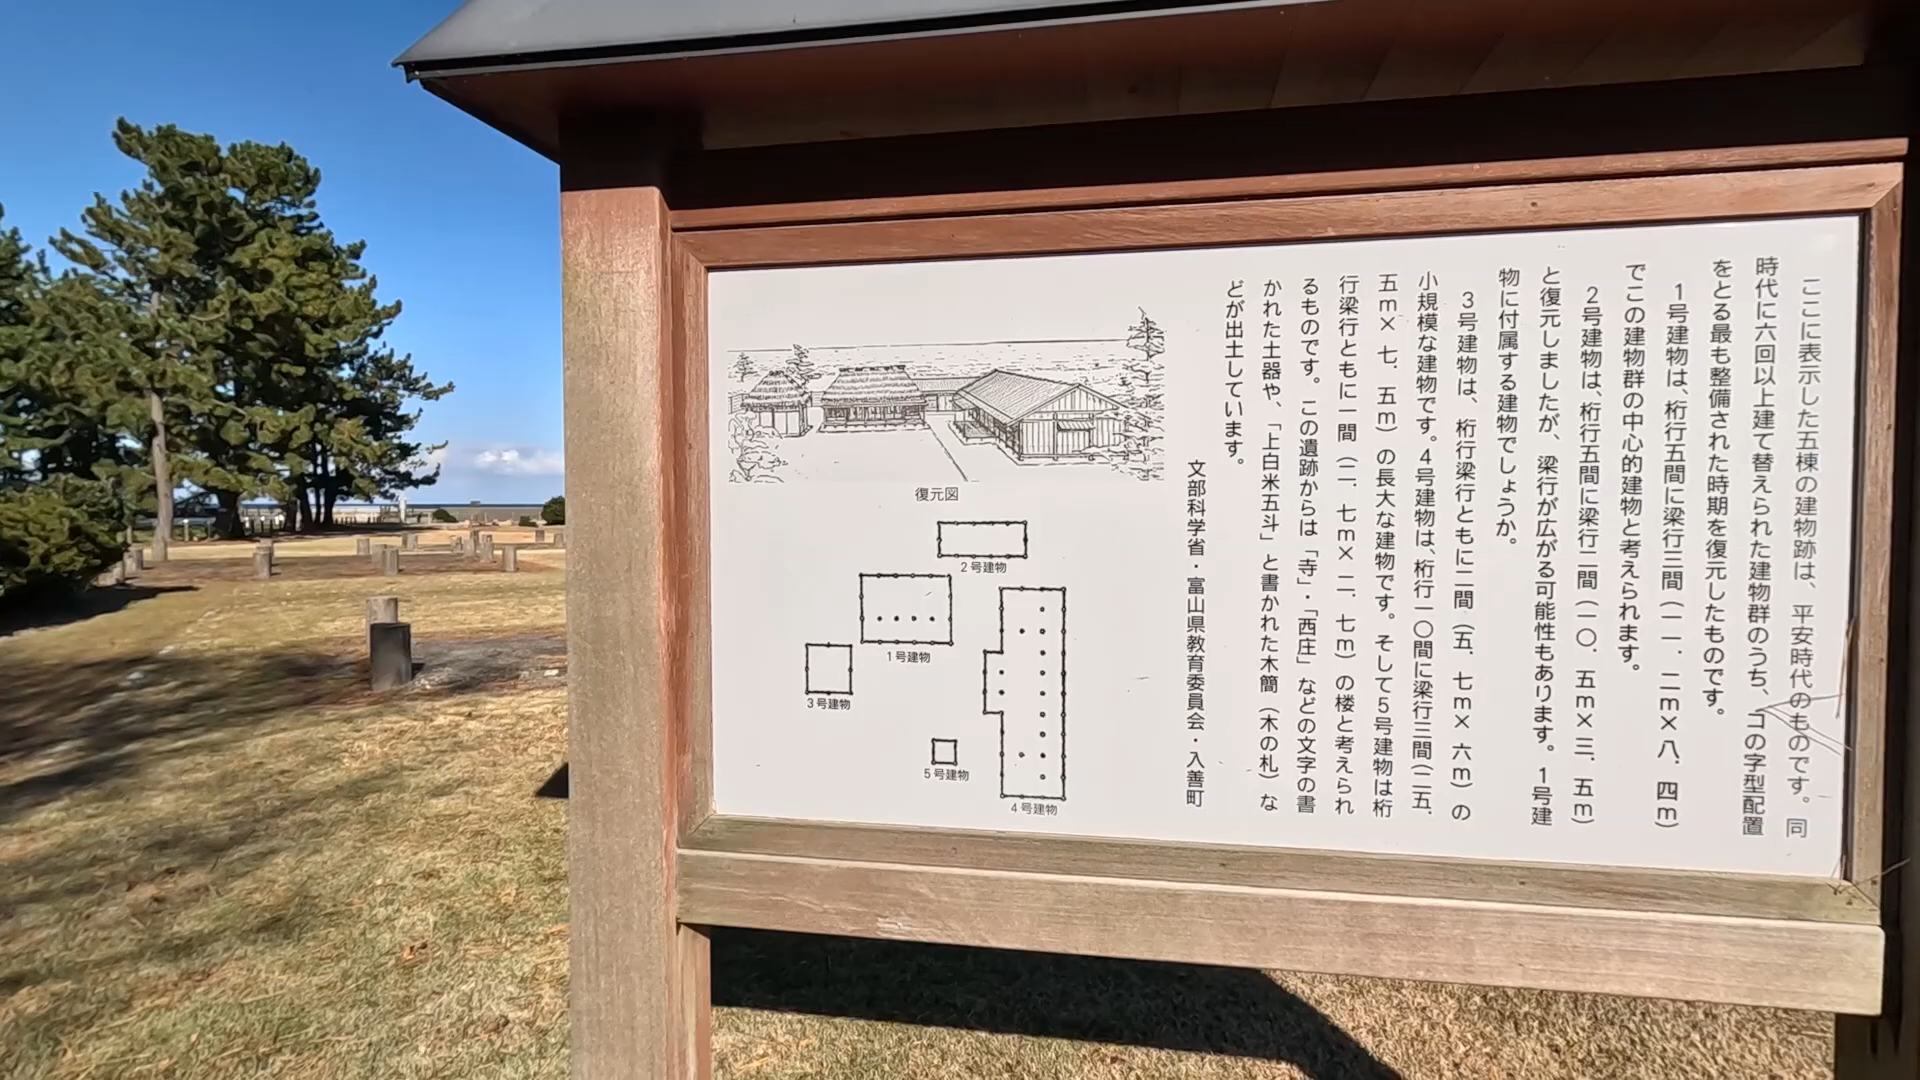 ここに表示した五棟の建物跡は、平安時代のものです。同
時代に六回以上建て替えられた建物群のうち、コの字型配置
をとる最も整備された時期を復元したものです。
1号建物は、桁行五間に梁行三間（一一．二m×八．四m）
でこの建物群の中心的建物と考えられます。
2号建物は、桁行五間に梁行二間（一〇．五m×三．五m）
と復元しましたが、梁行が広がる可能性もあります。1号建
物に付属する建物でしょうか。
3号建物は、桁行梁行ともに二間（五．七m×六m）の
小規模な建物です。4号建物は、桁行一〇間に梁行三間（二五．
五m×七．五m）の長大な建物です。そして5号建物は桁
行梁行ともに一間（二．七m×二．七m）の楼と考えられ
るものです。この遺跡からは「寺」・「西庄」などの文字の書
かれた土器や、「上白米五斗」と書かれた木簡（木の札）な
どが出土しています。
文部科学省・富山県教育委員会・入善町
復元図
2号建物
1号建物
3号建物
5号建物
4号建物